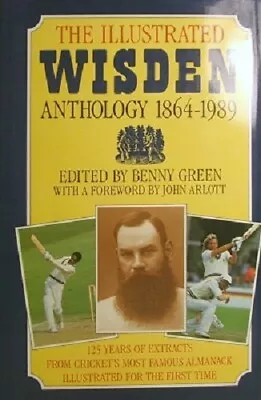 THE ILLUSTRATED
WISDEN
ANTHOLOGY 1864-1989
EDITED BY BENNY GREEN
WITH A FOREWORD BY JOHN ARLOTT
125 YEARS OF EXTRACTS
FROM CRICKET'S MOST FAMOUS ALMANACK
ILLUSTRATED FOR THE FIRST TIME